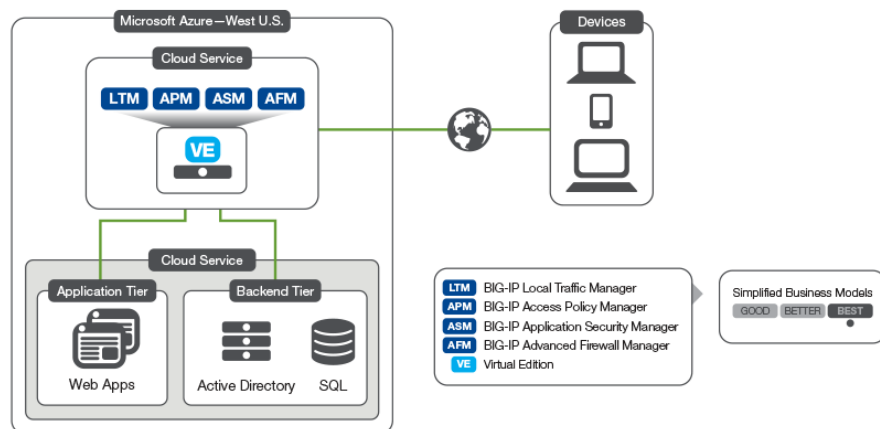 Microsoft Azure—West U.S.
Cloud Service
LTM APM ASM AFM
VE
Cloud Service
Application Tier
Web Apps
Backend Tier
Active Directory SQL
Devices
LTM BIG-IP Local Traffic Manager
APM BIG-IP Access Policy Manager
ASM BIG-IP Application Security Manager
AFM BIG-IP Advanced Firewall Manager
VE Virtual Edition
Simplified Business Models
GOOD BETTER BEST